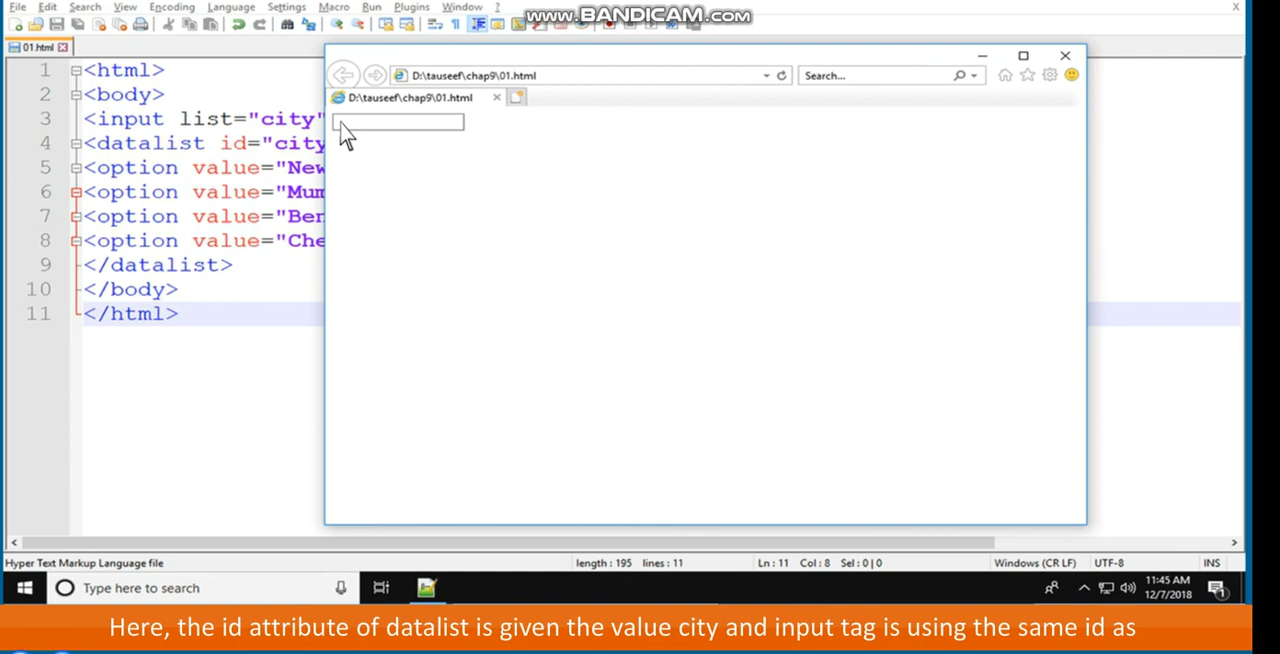 www.BANDICAM.com
File Edit Search View Encoding Language Settings Macro Run Plugins Window ? X
01.html
D:\tauseef\chap9\01.html Search...
D:\tauseef\chap9\01.html
1 <html>
2 <body>
3 <input list="city"
4 <datalist id="city
5 <option value="New
6 <option value="Mum
7 <option value="Ben
8 <option value="Che
9 </datalist>
10 </body>
11 </html>
Hyper Text Markup Language file length : 195 lines : 11 Ln : 11 Col : 8 Sel : 0 | 0 Windows (CR LF) UTF-8 INS
Type here to search 11:45 AM
12/7/2018 1
Here, the id attribute of datalist is given the value city and input tag is using the same id as